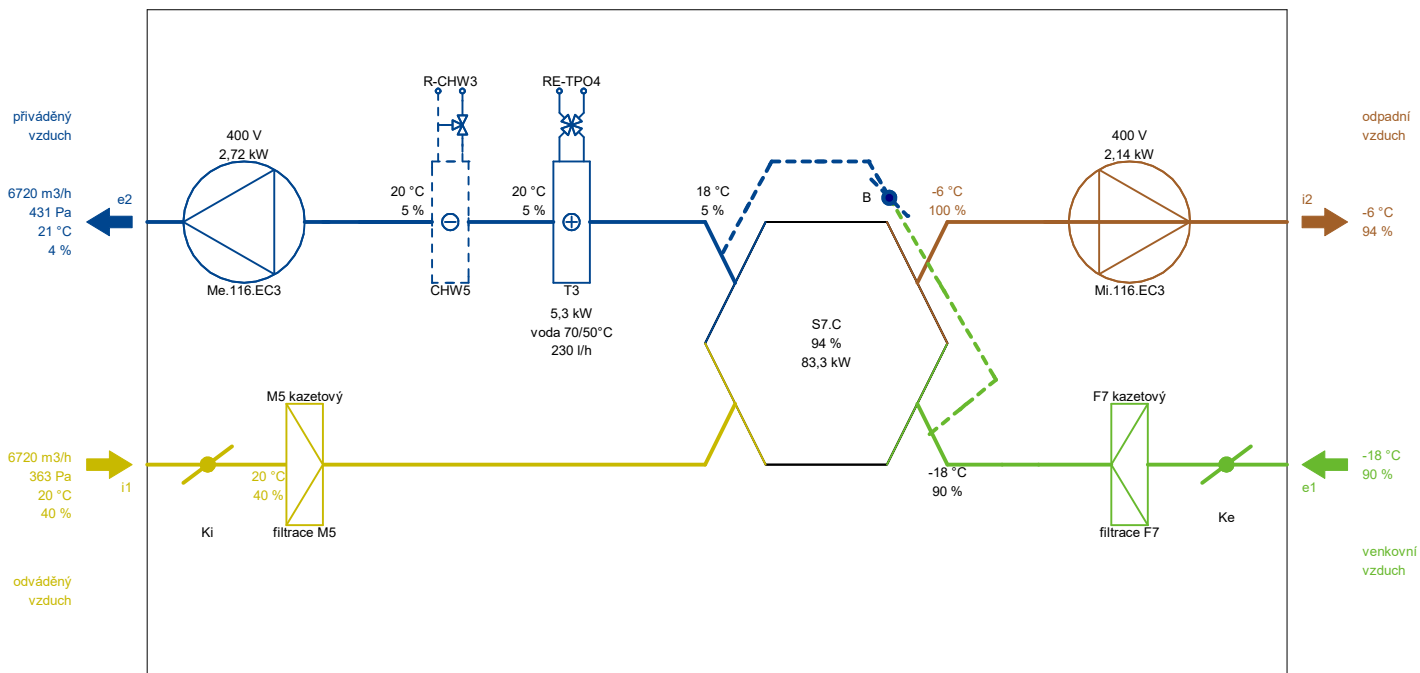 R-CHW3
RE-TPO4
přiváděný
vzduch
odpadní
vzduch
400 V
2,72 kW
400 V
2,14 kW
6720 m3/h
431 Pa
21 °C
4 %
e2
20 °C
5 %
20 °C
5 %
18 °C
5 %
B
-6 °C
100 %
i2
-6 °C
94 %
Me.116.EC3
CHW5
T3
Mi.116.EC3
5,3 kW
voda 70/50°C
230 l/h
S7.C
94 %
83,3 kW
M5 kazetový
F7 kazetový
6720 m3/h
363 Pa
20 °C
40 %
i1
20 °C
40 %
-18 °C
90 %
-18 °C
90 %
e1
Ki
filtrace M5
filtrace F7
Ke
odváděný
vzduch
venkovní
vzduch